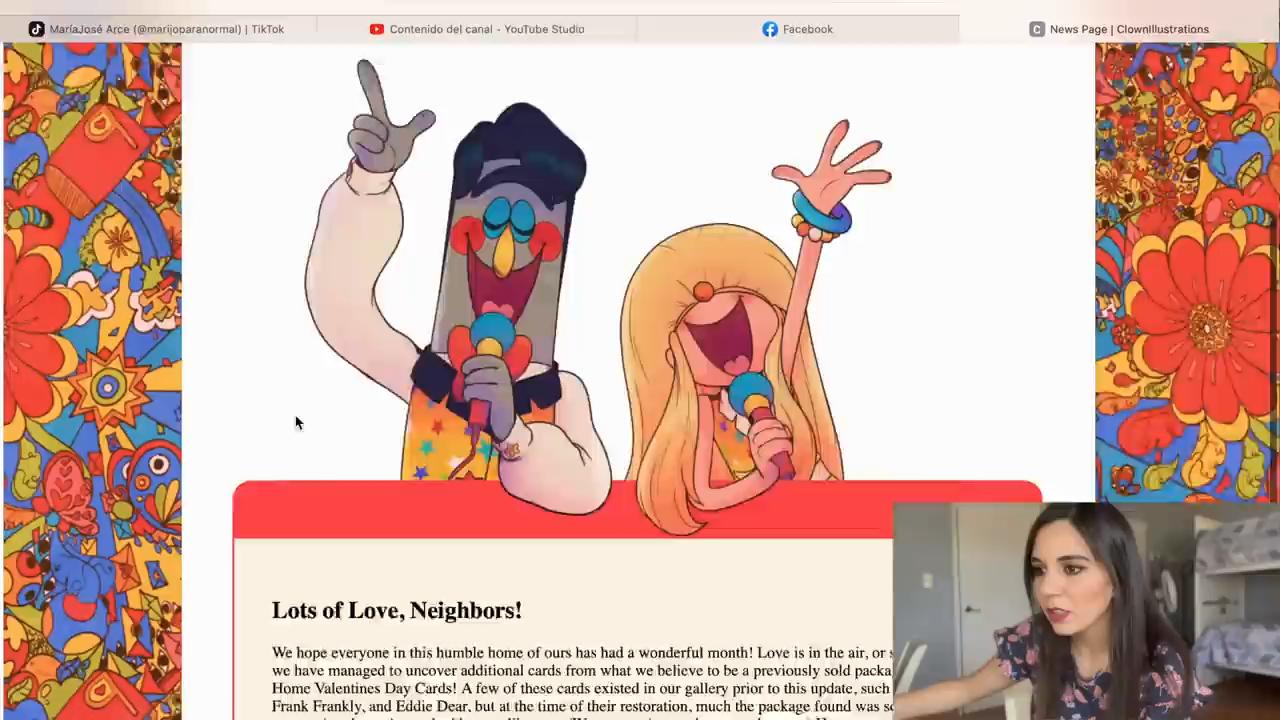 MaríaJosé Arce (@marijoparanormal) | TikTok
Contenido del canal - YouTube Studio
Facebook
C News Page | ClownIllustrations
Lots of Love, Neighbors!
We hope everyone in this humble home of ours has had a wonderful month! Love is in the air, or
we have managed to uncover additional cards from what we believe to be a previously sold
Home Valentines Day Cards! A few of these cards existed in our gallery prior to this update, such
Frank Frankly, and Eddie Dear, but at the time of their restoration, much the package found was